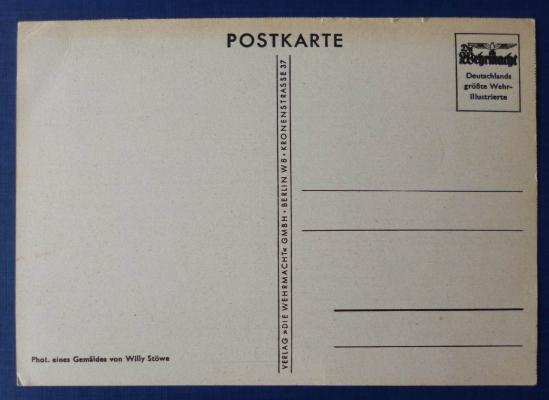 POSTKARTE
Die
Wehrmacht
Deutschlands
größte Wehr-
Illustrierte
VERLAG »DIE WEHRMACHT« GMBH · BERLIN W 8 · KRONENSTRASSE 37
Phot. eines Gemäldes von Willy Stöwe